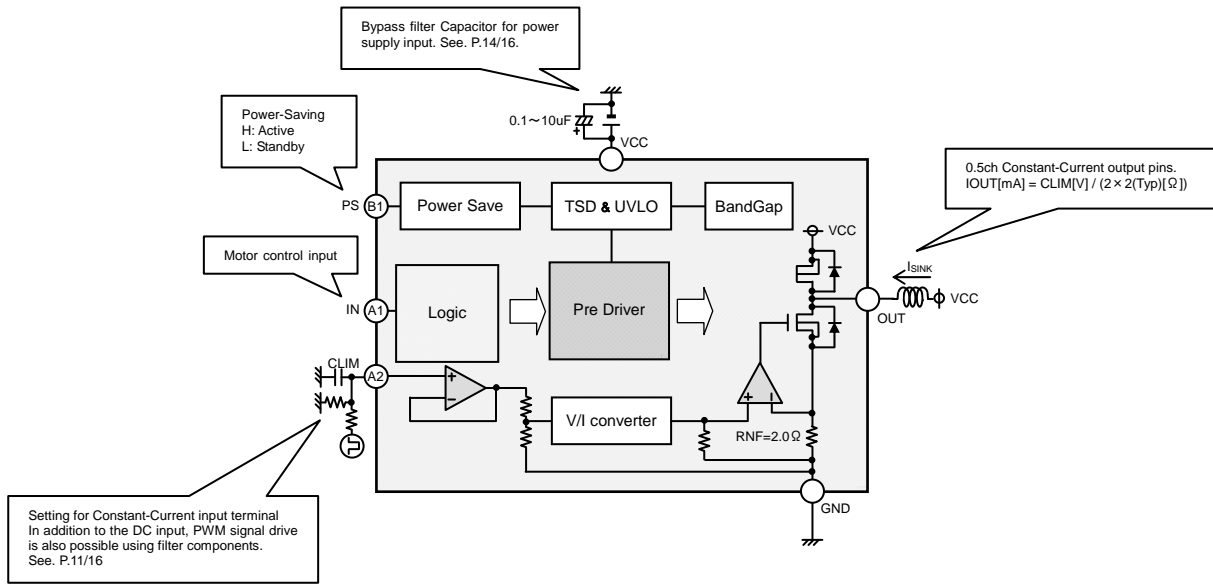 Bypass filter Capacitor for power
supply input. See. P.14/16.
Power-Saving
H: Active
L: Standby
0.1～10uF
+
VCC
0.5ch Constant-Current output pins.
IOUT[mA] = CLIM[V] / (2×2(Typ)[Ω])
PS
B1
Power Save
TSD & UVLO
BandGap
VCC
Motor control input
ISINK
VCC
IN
A1
Logic
Pre Driver
OUT
CLIM
A2
+
−
V/I converter
+
−
RNF=2.0Ω
GND
Setting for Constant-Current input terminal
In addition to the DC input, PWM signal drive
is also possible using filter components.
See. P.11/16